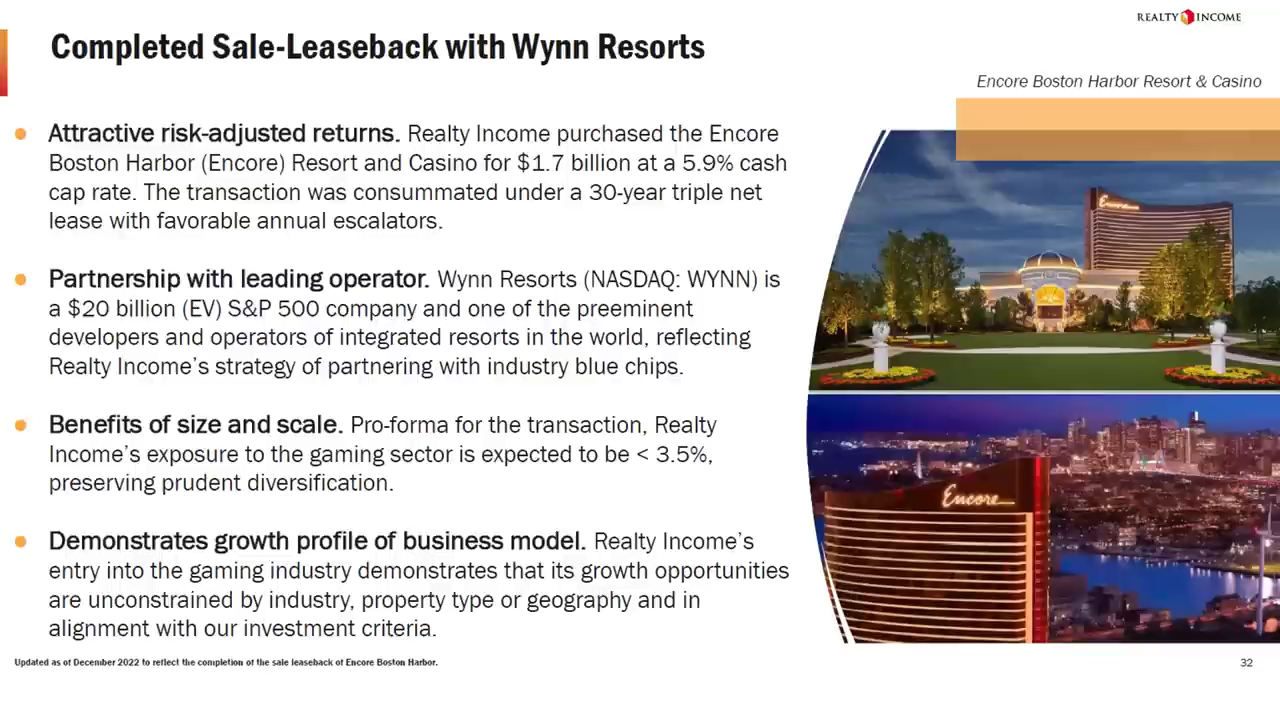 REALTY INCOME
Completed Sale-Leaseback with Wynn Resorts
Encore Boston Harbor Resort & Casino
Attractive risk-adjusted returns. Realty Income purchased the Encore
Boston Harbor (Encore) Resort and Casino for $1.7 billion at a 5.9% cash
cap rate. The transaction was consummated under a 30-year triple net
lease with favorable annual escalators.
Partnership with leading operator. Wynn Resorts (NASDAQ: WYNN) is
a $20 billion (EV) S&P 500 company and one of the preeminent
developers and operators of integrated resorts in the world, reflecting
Realty Income's strategy of partnering with industry blue chips.
Benefits of size and scale. Pro-forma for the transaction, Realty
Income's exposure to the gaming sector is expected to be < 3.5%,
preserving prudent diversification.
Demonstrates growth profile of business model. Realty Income's
entry into the gaming industry demonstrates that its growth opportunities
are unconstrained by industry, property type or geography and in
alignment with our investment criteria.
Encore
Encore
Updated as of December 2022 to reflect the completion of the sale leaseback of Encore Boston Harbor.
32